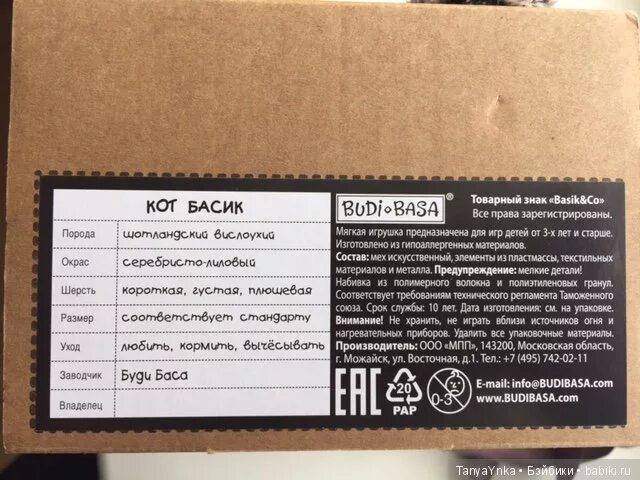 КОТ БАСИК
Порода шотландский вислоухий
Окрас серебристо-лиловый
Шерсть короткая, густая, плюшевая
Размер соответствует стандарту
Уход любить, кормить, вычёсывать
Заводчик Буди Баса
Владелец
BUDi BASA ®
Товарный знак «Basik&Co»
Все права зарегистрированы.
Мягкая игрушка предназначена для игр детей от 3-х лет и старше.
Изготовлено из гипоаллергенных материалов.
Состав: мех искусственный, элементы из пластмассы, текстильных
материалов и металла. Предупреждение: мелкие детали!
Набивка из полимерного волокна и полиэтиленовых гранул.
Соответствует требованиям технического регламента Таможенного
союза. Срок службы: 10 лет. Дата изготовления: см. на упаковке.
Внимание! Не хранить, не играть вблизи источников огня и
нагревательных приборов. Удалить все упаковочные материалы.
Производитель: ООО «МПП», 143200, Московская область,
г. Можайск, ул. Восточная, д.1. Тел.: +7 (495) 742-02-11
EAC
20
PAP
0-3
E-mail: info@BUDIBASA.com
www.BUDIBASA.com
TanyaYnka • Бэйбики • babiki.ru